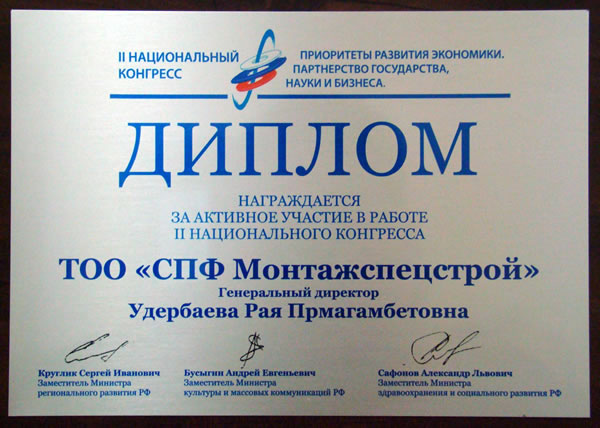 II НАЦИОНАЛЬНЫЙ
КОНГРЕСС
ПРИОРИТЕТЫ РАЗВИТИЯ ЭКОНОМИКИ.
ПАРТНЕРСТВО ГОСУДАРСТВА,
НАУКИ И БИЗНЕСА.
ДИПЛОМ
НАГРАЖДАЕТСЯ
ЗА АКТИВНОЕ УЧАСТИЕ В РАБОТЕ
II НАЦИОНАЛЬНОГО КОНГРЕССА
ТОО «СПФ Монтажспецстрой»
Генеральный директор
Удербаева Рая Прмагамбетовна
Круглик Сергей Иванович
Заместитель Министра
регионального развития РФ
Бусыгин Андрей Евгеньевич
Заместитель Министра
культуры и массовых коммуникаций РФ
Сафонов Александр Львович
Заместитель Министра
здравоохранения и социального развития РФ